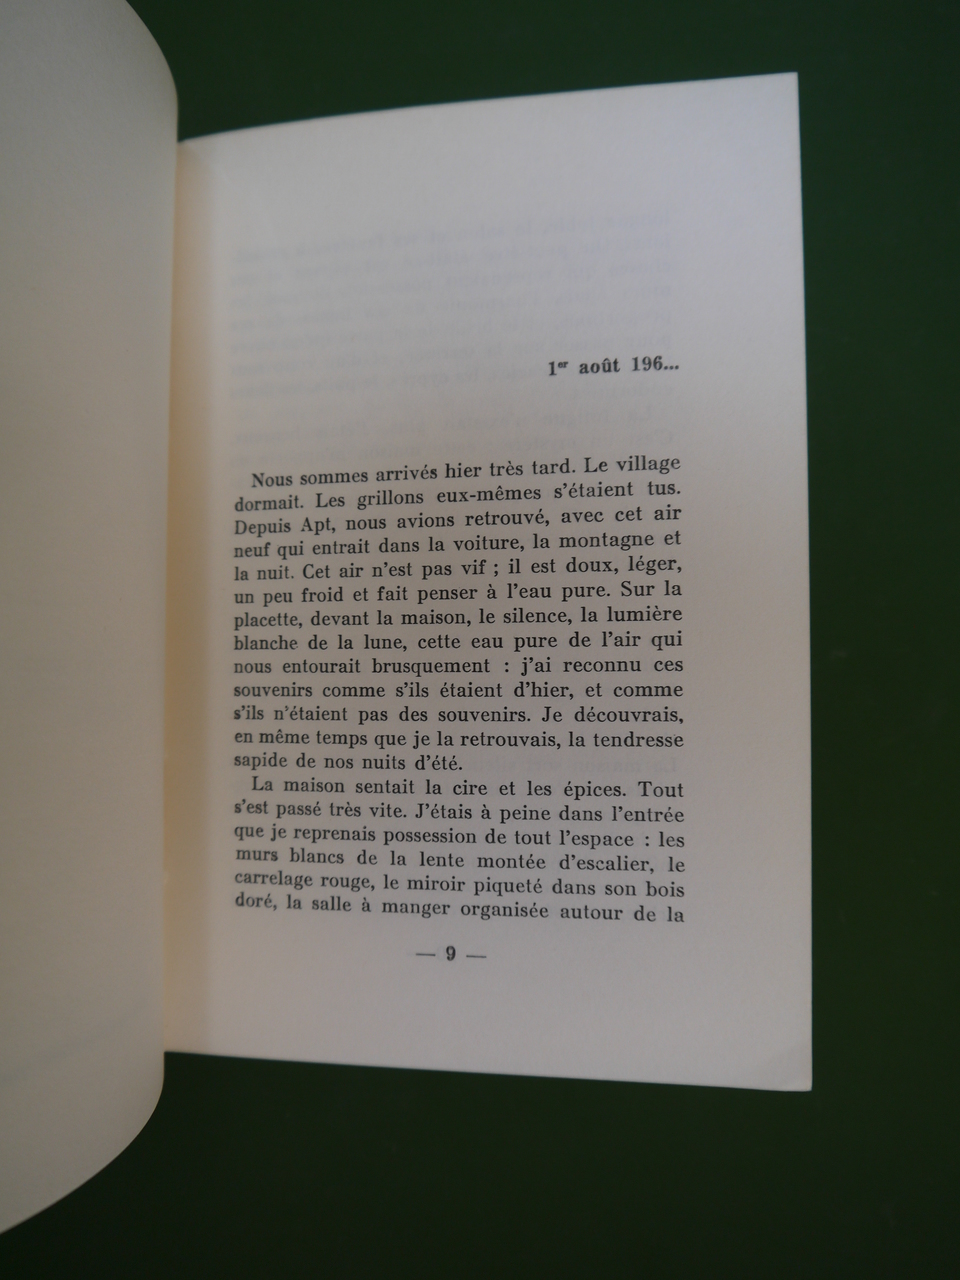 1er août 196...
Nous sommes arrivés hier très tard. Le village
dormait. Les grillons eux-mêmes s'étaient tus.
Depuis Apt, nous avions retrouvé, avec cet air
neuf qui entrait dans la voiture, la montagne et
la nuit. Cet air n'est pas vif ; il est doux, léger,
un peu froid et fait penser à l'eau pure. Sur la
placette, devant la maison, le silence, la lumière
blanche de la lune, cette eau pure de l'air qui
nous entourait brusquement : j'ai reconnu ces
souvenirs comme s'ils étaient d'hier, et comme
s'ils n'étaient pas des souvenirs. Je découvrais,
en même temps que je la retrouvais, la tendresse
sapide de nos nuits d'été.
La maison sentait la cire et les épices. Tout
s'est passé très vite. J'étais à peine dans l'entrée
que je reprenais possession de tout l'espace : les
murs blancs de la lente montée d'escalier, le
carrelage rouge, le miroir piqueté dans son bois
doré, la salle à manger organisée autour de la
— 9 —